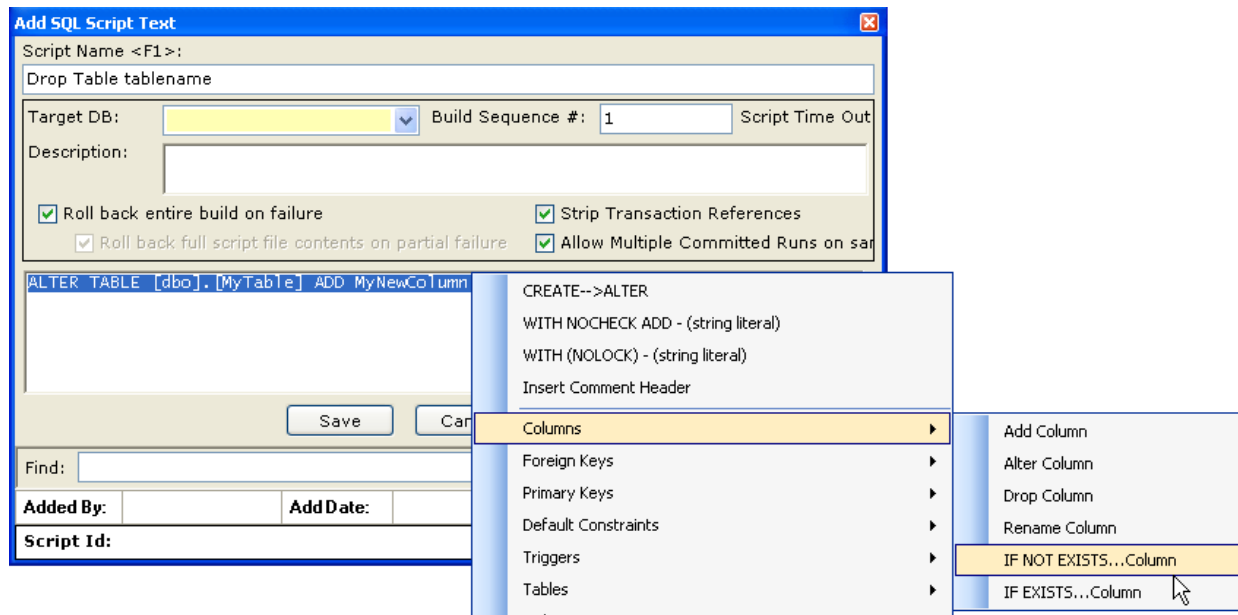 Add SQL Script Text
Script Name <F1>:
Drop Table tablename
Target DB:
Build Sequence #: 1
Script Time Out
Description:
Roll back entire build on failure
Strip Transaction References
Roll back full script file contents on partial failure
Allow Multiple Committed Runs on sar
ALTER TABLE [dbo].[MyTable] ADD MyNewColumn
CREATE-->ALTER
WITH NOCHECK ADD - (string literal)
WITH (NOLOCK) - (string literal)
Insert Comment Header
Save
Can
Columns
Foreign Keys
Primary Keys
Default Constraints
Triggers
Tables
Add Column
Alter Column
Drop Column
Rename Column
IF NOT EXISTS...Column
IF EXISTS...Column
Find:
Added By:
Add Date:
Script Id: